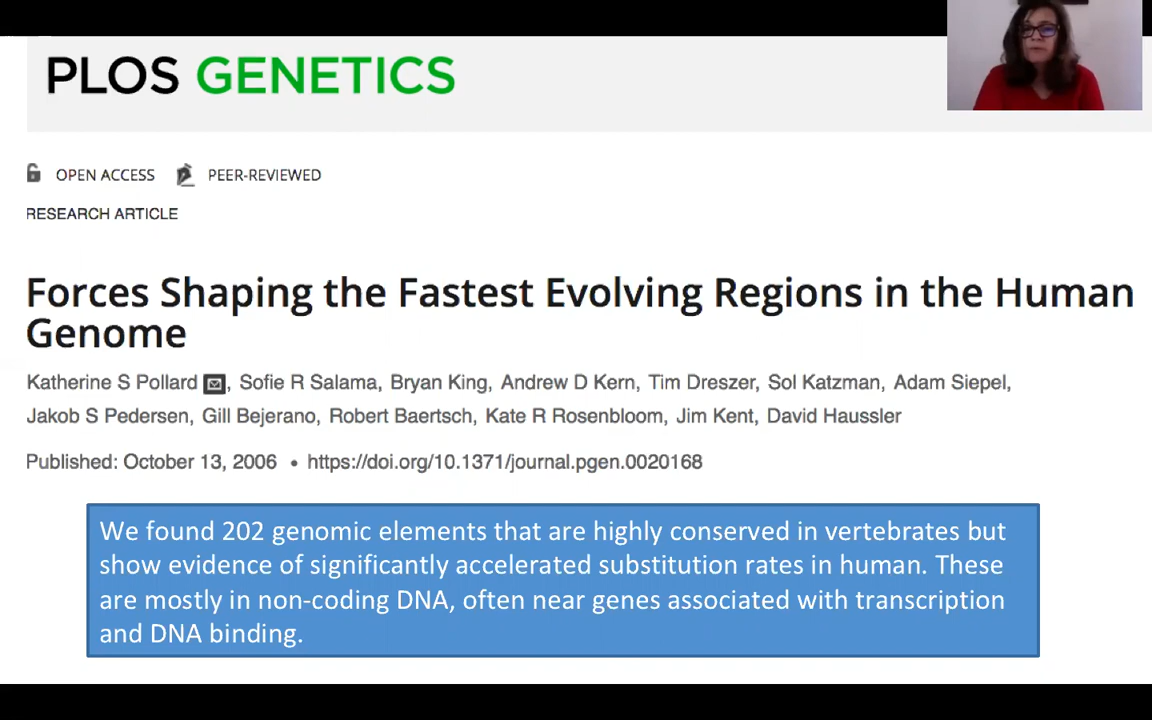 PLOS GENETICS
OPEN ACCESS PEER-REVIEWED
RESEARCH ARTICLE
Forces Shaping the Fastest Evolving Regions in the Human
Genome
Katherine S Pollard, Sofie R Salama, Bryan King, Andrew D Kern, Tim Dreszer, Sol Katzman, Adam Siepel,
Jakob S Pedersen, Gill Bejerano, Robert Baertsch, Kate R Rosenbloom, Jim Kent, David Haussler
Published: October 13, 2006 • https://doi.org/10.1371/journal.pgen.0020168
We found 202 genomic elements that are highly conserved in vertebrates but
show evidence of significantly accelerated substitution rates in human. These
are mostly in non-coding DNA, often near genes associated with transcription
and DNA binding.